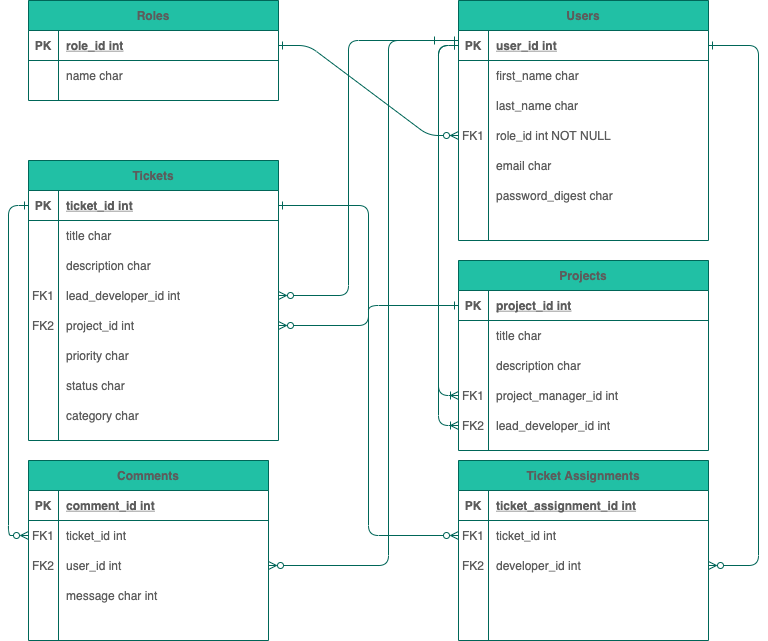 Roles
PK role_id int
name char
Users
PK user_id int
first_name char
last_name char
FK1 role_id int NOT NULL
email char
password_digest char
Tickets
PK ticket_id int
title char
description char
FK1 lead_developer_id int
FK2 project_id int
priority char
status char
category char
Projects
PK project_id int
title char
description char
FK1 project_manager_id int
FK2 lead_developer_id int
Comments
PK comment_id int
FK1 ticket_id int
FK2 user_id int
message char int
Ticket Assignments
PK ticket_assignment_id int
FK1 ticket_id int
FK2 developer_id int